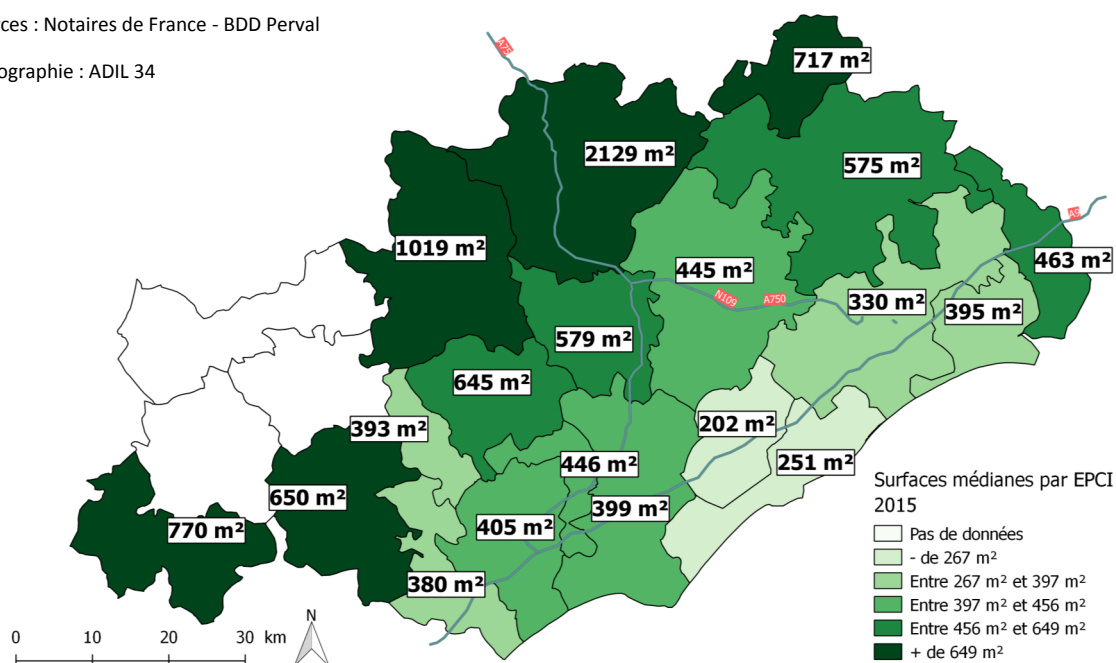 rces : Notaires de France - BDD Perval
ographie : ADIL 34
A75
717 m²
2129 m²
575 m²
A9
1019 m²
445 m²
463 m²
N109
A750
330 m²
395 m²
579 m²
645 m²
393 m²
202 m²
446 m²
251 m²
650 m²
399 m²
405 m²
770 m²
380 m²
Surfaces médianes par EPCI
2015
Pas de données
- de 267 m²
Entre 267 m² et 397 m²
Entre 397 m² et 456 m²
Entre 456 m² et 649 m²
+ de 649 m²
N
0 10 20 30 km